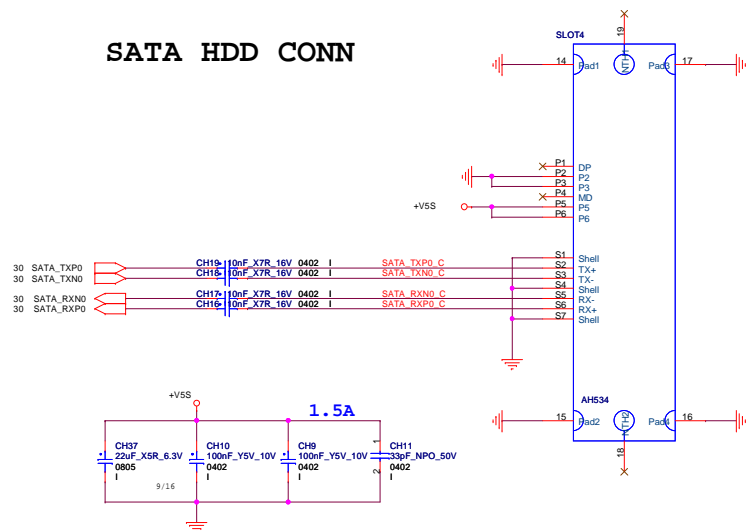 SATA HDD CONN
SLOT4
19
14 Pad1 NTH1 Pad3 17
P1 DP
P2 P2
P3 P3
P4 MD
+V5S P5 P5
P6 P6
S1 Shell
30 SATA_TXP0 CH19 10nF_X7R_16V 0402 I SATA_TXP0_C S2 TX+
30 SATA_TXN0 CH18 10nF_X7R_16V 0402 I SATA_TXN0_C S3 TX-
S4 Shell
30 SATA_RXN0 CH17 10nF_X7R_16V 0402 I SATA_RXN0_C S5 RX-
30 SATA_RXP0 CH16 10nF_X7R_16V 0402 I SATA_RXP0_C S6 RX+
S7 Shell
+V5S
1.5A
AH534
15 Pad2 NTH2 Pad4 16
18
CH37 CH10 CH9 1 CH11
22uF_X5R_6.3V 100nF_Y5V_10V 100nF_Y5V_10V 33pF_NPO_50V
0805 0402 0402 2 0402
I I I I
9/16